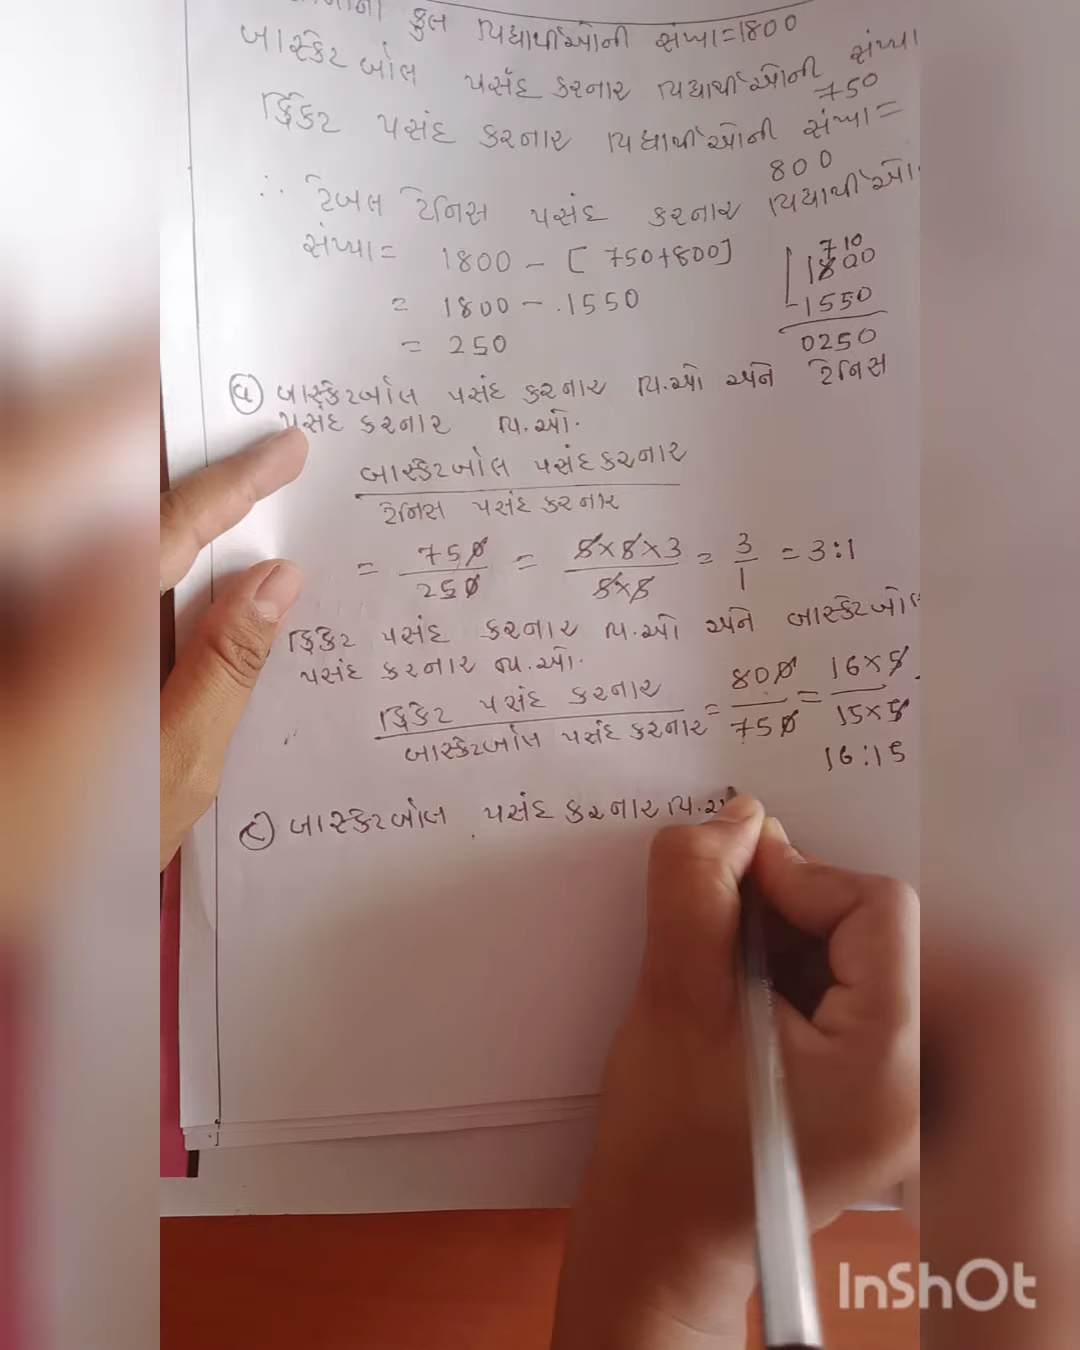 કુલ વિદ્યાર્થીઓની સંખ્યા=1800
બાસ્કેટ બોલ પસંદ કરનાર વિદ્યાર્થીઓની સંખ્યા
750
ક્રિકેટ પસંદ કરનાર વિદ્યાર્થીઓની સંખ્યા=
800
∴ ટેબલ ટેનિસ પસંદ કરનાર વિદ્યાર્થીઓ
સંખ્યા= 1800 - [ 750+800]
= 1800 - 1550
= 250
7 10
1800
-1550
0250
(b) બાસ્કેટબોલ પસંદ કરનાર વિ.ઓ અને ટેનિસ
પસંદ કરનાર વિ.ઓ.
બાસ્કેટબોલ પસંદ કરનાર
ટેનિસ પસંદ કરનાર
= 750/250 = 5×5×3/5×5 = 3/1 = 3:1
ક્રિકેટ પસંદ કરનાર વિ.ઓ અને બાસ્કેટબોલ
પસંદ કરનાર વિ.ઓ.
ક્રિકેટ પસંદ કરનાર
બાસ્કેટબોલ પસંદ કરનાર
= 800/750 = 16×5/15×5
16:15
(c) બાસ્કેટબોલ પસંદ કરનાર વિ.
InShOt